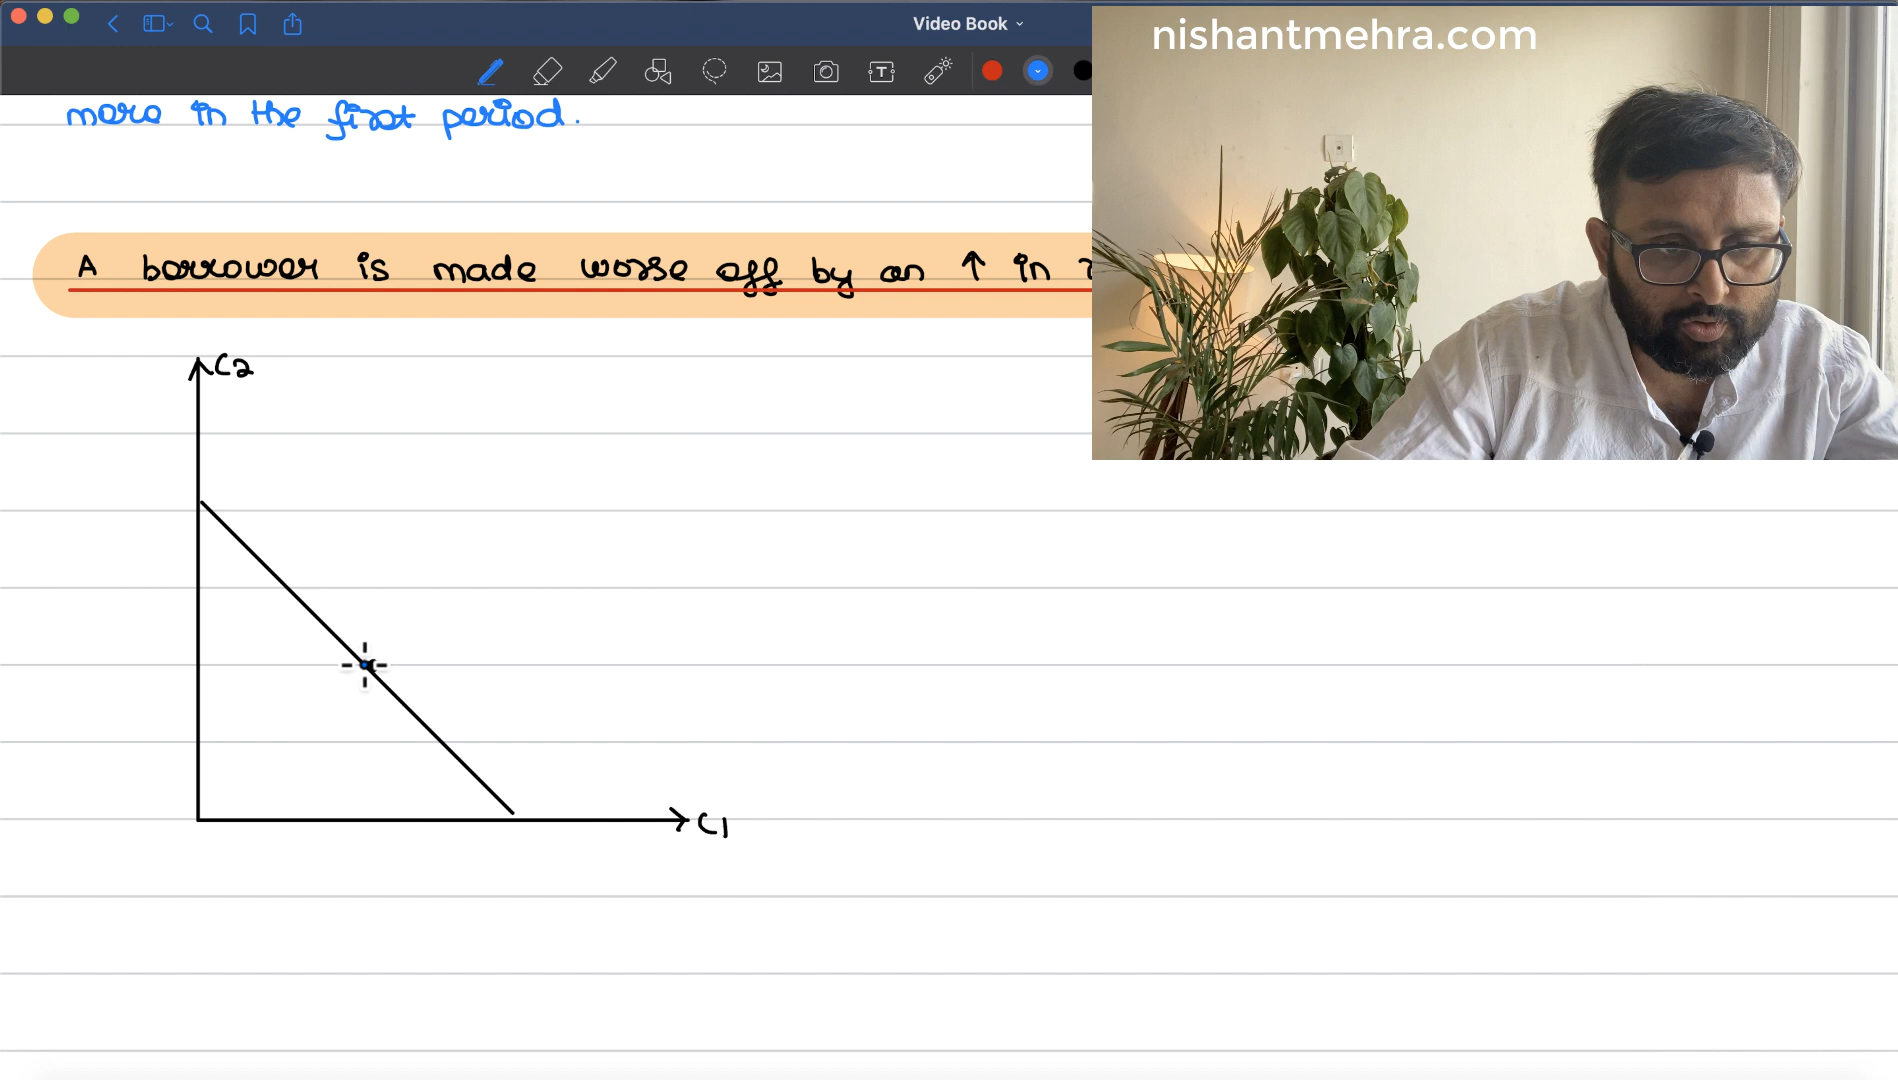 Video Book
nishantmehra.com
more in the first period.
A borrower is made worse off by an ↑ in
C2
C1